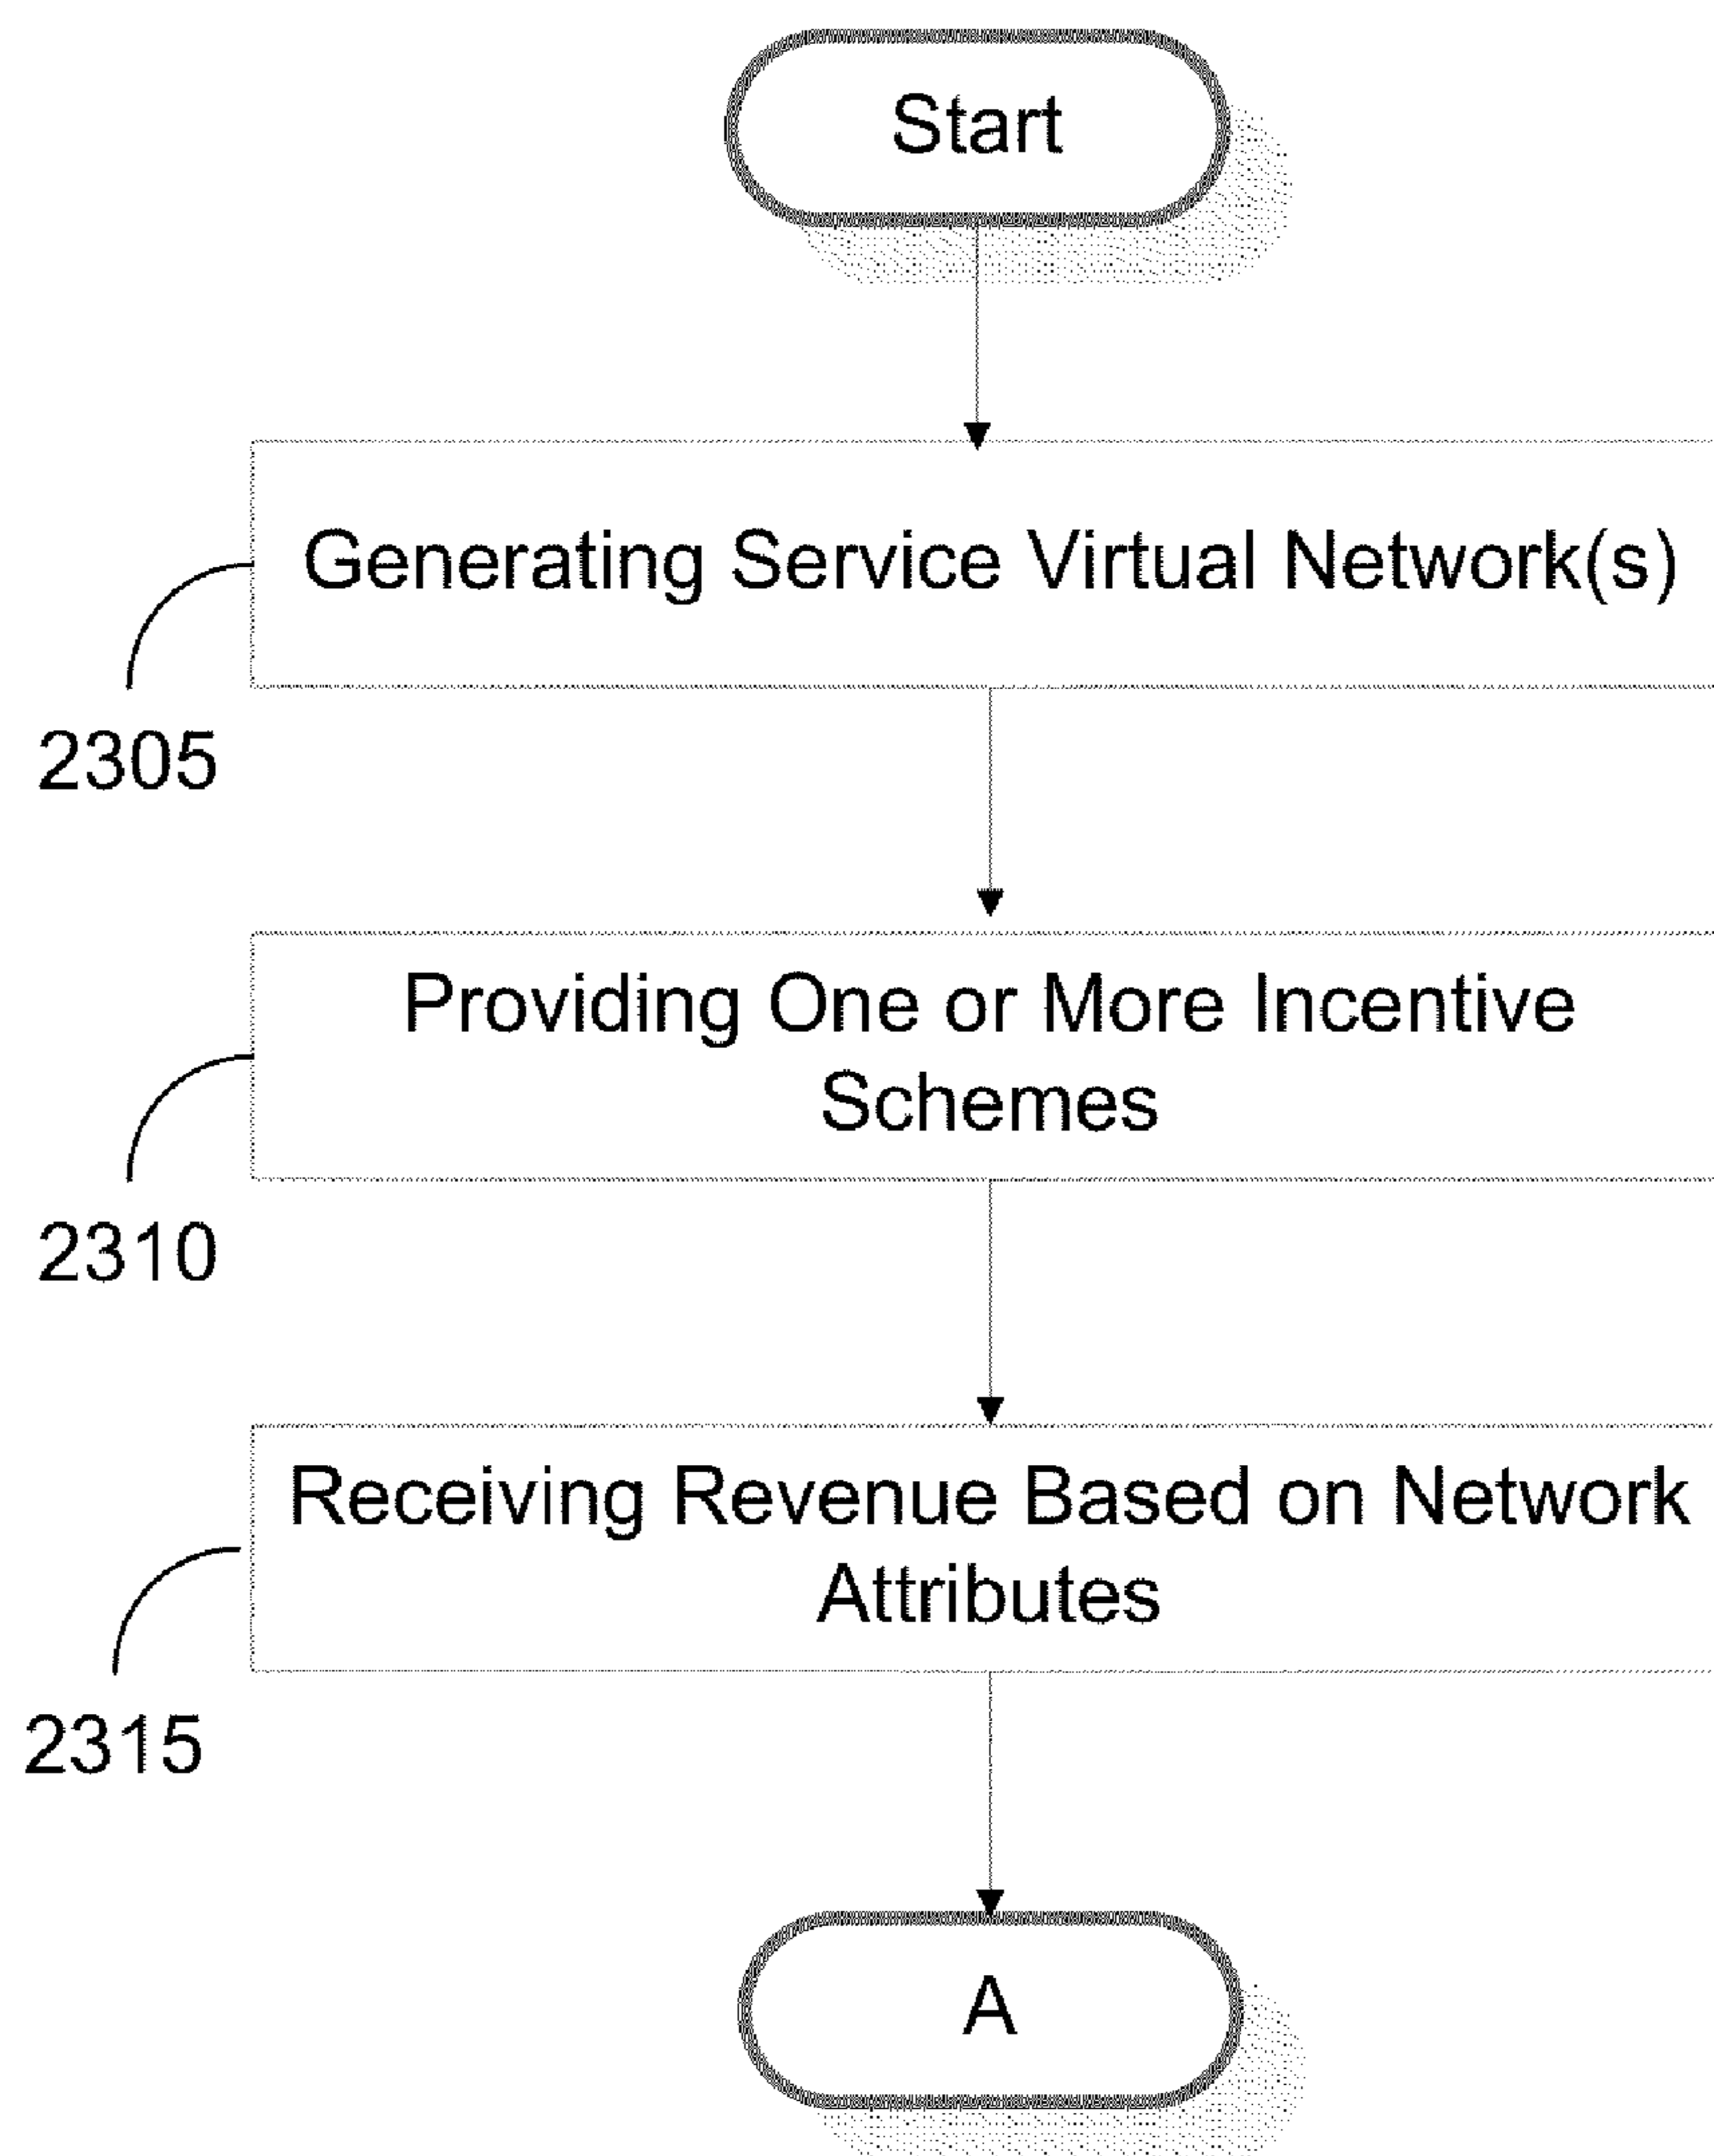 Start
Generating Service Virtual Network(s)
2305
Providing One or More Incentive
Schemes
2310
Receiving Revenue Based on Network
Attributes
2315
A